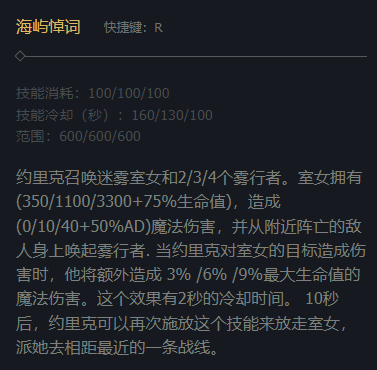 海屿悼词 快捷键：R
技能消耗：100/100/100
技能冷却（秒）：160/130/100
范围：600/600/600
约里克召唤迷雾室女和2/3/4个雾行者。室女拥有
(350/1100/3300+75%生命值)，造成
(0/10/40+50%AD)魔法伤害，并从附近阵亡的敌
人身上唤起雾行者. 当约里克对室女的目标造成伤
害时，他将额外造成 3% /6% /9%最大生命值的
魔法伤害。这个效果有2秒的冷却时间。 10秒
后，约里克可以再次施放这个技能来放走室女，
派她去相距最近的一条战线。